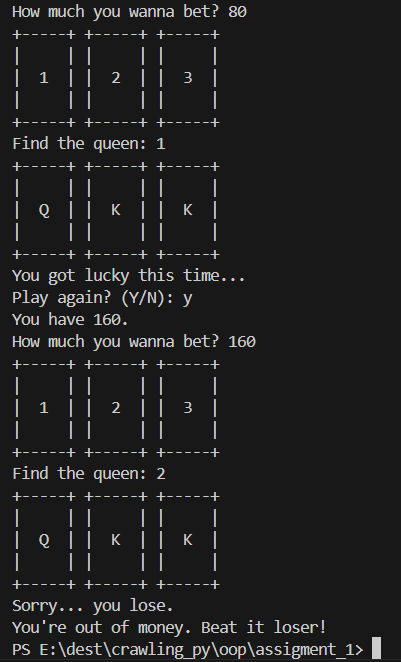 How much you wanna bet? 80
+-----+ +-----+ +-----+
|     | |     | |     |
|  1  | |  2  | |  3  |
|     | |     | |     |
+-----+ +-----+ +-----+
Find the queen: 1
+-----+ +-----+ +-----+
|     | |     | |     |
|  Q  | |  K  | |  K  |
|     | |     | |     |
+-----+ +-----+ +-----+
You got lucky this time...
Play again? (Y/N): y
You have 160.
How much you wanna bet? 160
+-----+ +-----+ +-----+
|     | |     | |     |
|  1  | |  2  | |  3  |
|     | |     | |     |
+-----+ +-----+ +-----+
Find the queen: 2
+-----+ +-----+ +-----+
|     | |     | |     |
|  Q  | |  K  | |  K  |
|     | |     | |     |
+-----+ +-----+ +-----+
Sorry... you lose.
You're out of money. Beat it loser!
PS E:\dest\crawling_py\oop\assigment_1>